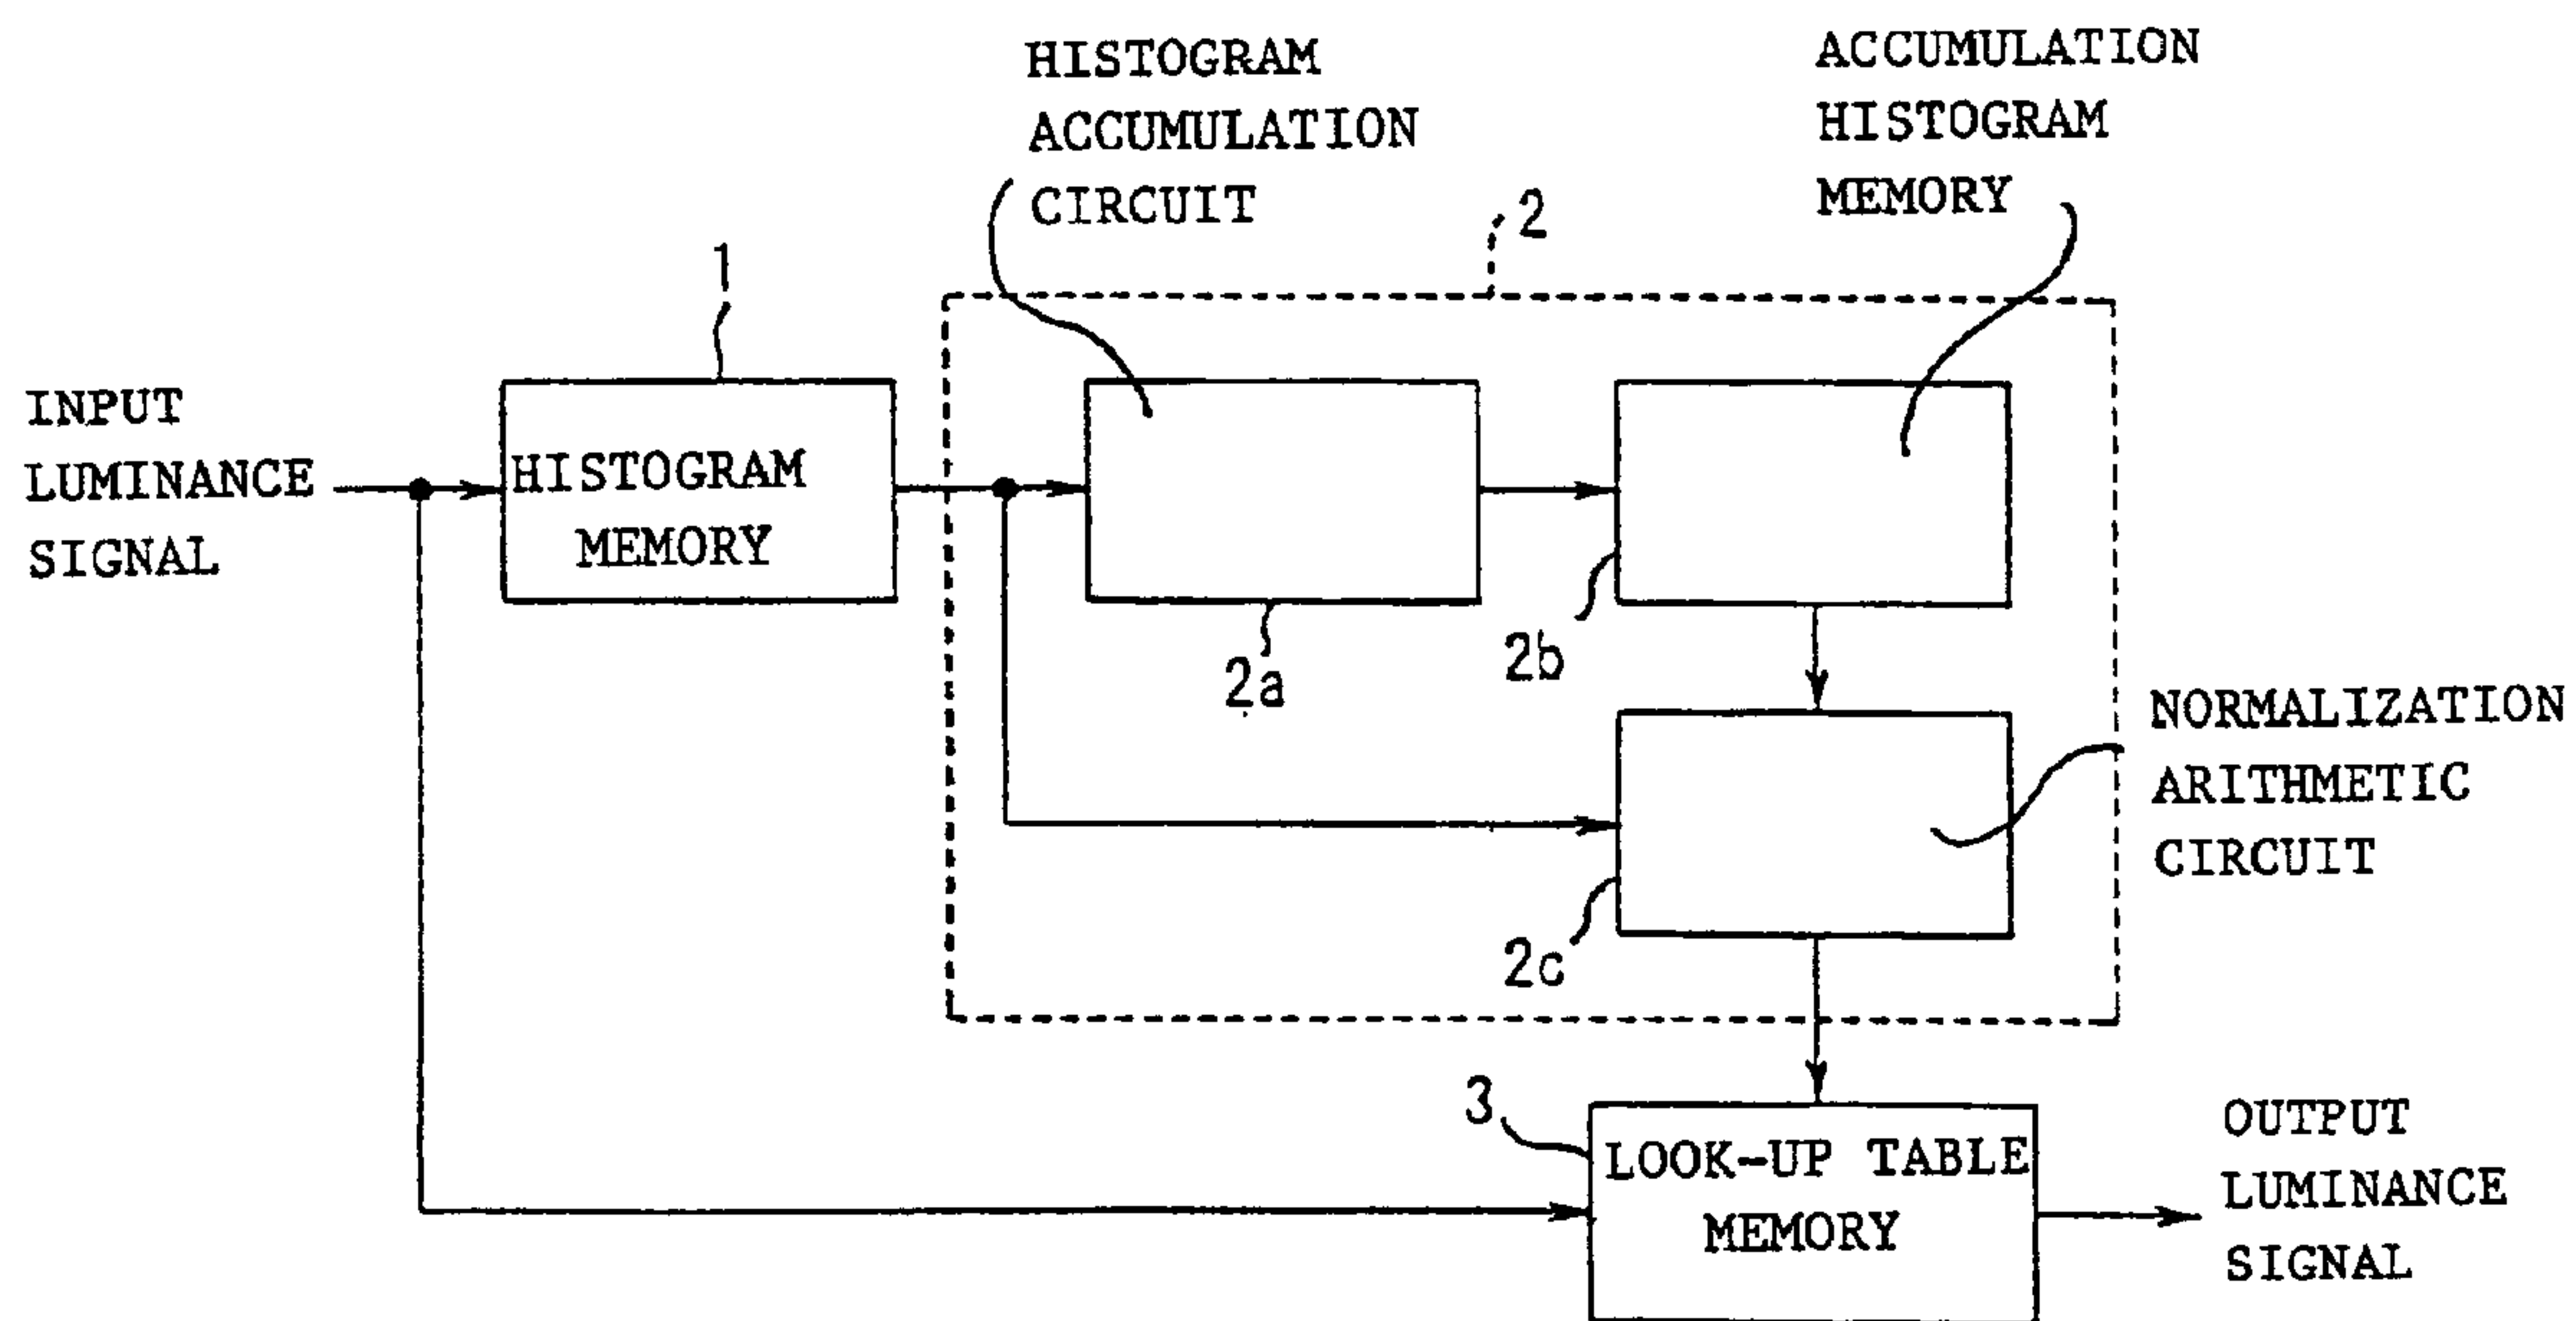 HISTOGRAM
ACCUMULATION
CIRCUIT
ACCUMULATION
HISTOGRAM
MEMORY
2
1
INPUT
LUMINANCE
SIGNAL
HISTOGRAM
MEMORY
2a
2b
NORMALIZATION
ARITHMETIC
CIRCUIT
2c
3
LOOK-UP TABLE
MEMORY
OUTPUT
LUMINANCE
SIGNAL